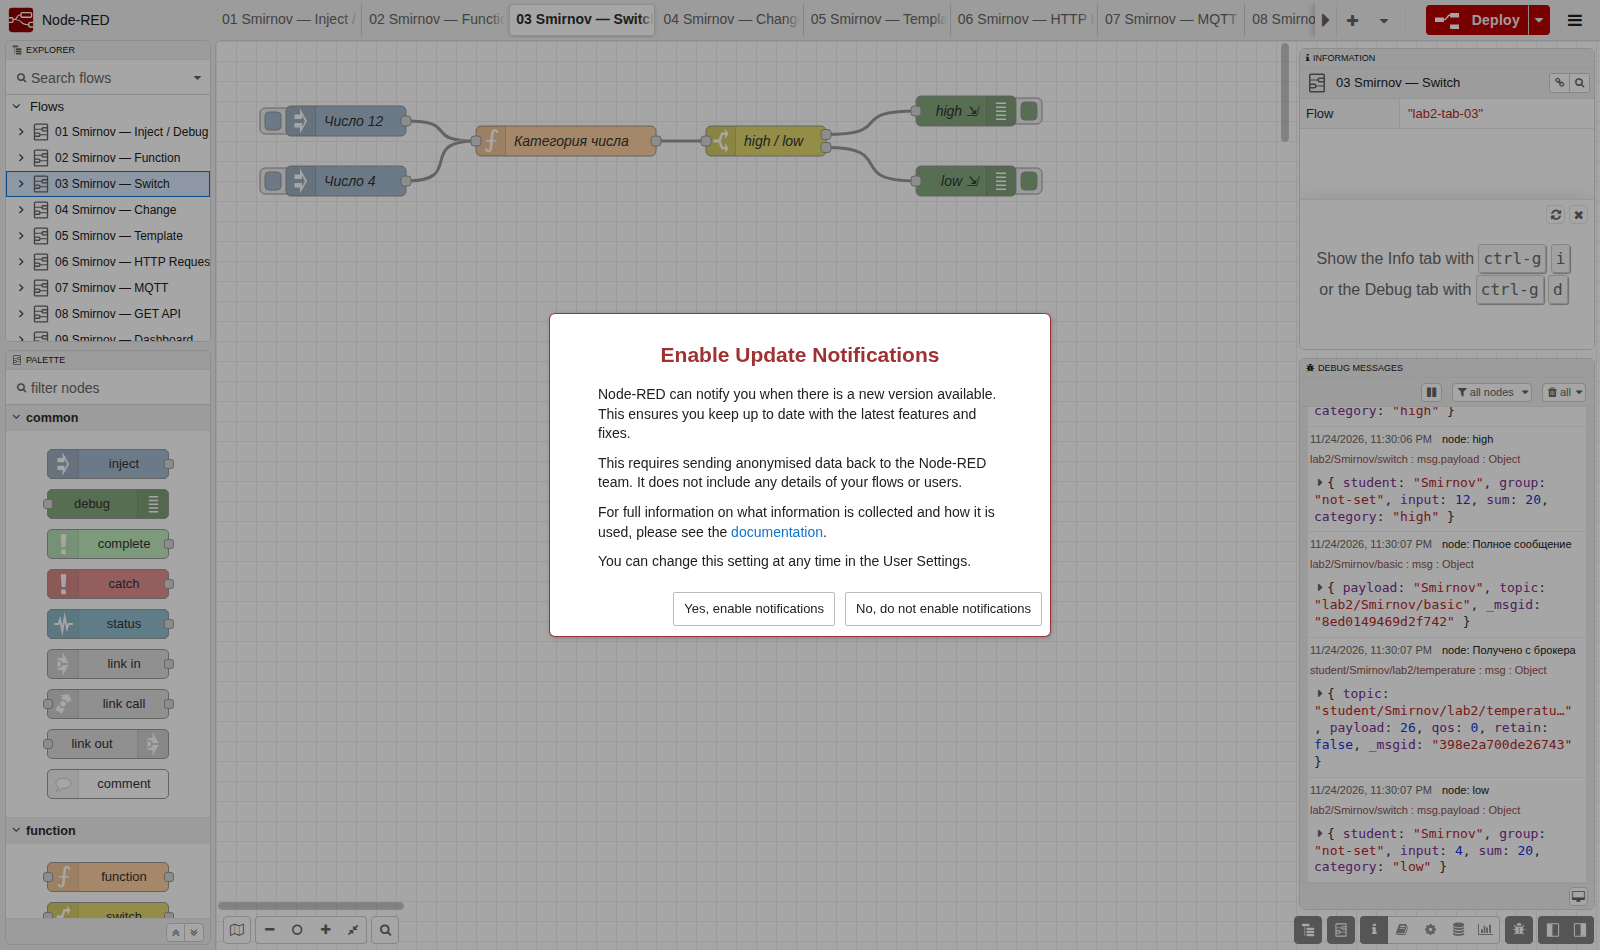 Node-RED
01 Smirnov — Inject /
02 Smirnov — Functio
03 Smirnov — Switc
04 Smirnov — Chang
05 Smirnov — Templa
06 Smirnov — HTTP
07 Smirnov — MQTT
08 Smirno
Deploy
EXPLORER
Search flows
Flows
01 Smirnov — Inject / Debug
02 Smirnov — Function
03 Smirnov — Switch
04 Smirnov — Change
05 Smirnov — Template
06 Smirnov — HTTP Reques
07 Smirnov — MQTT
08 Smirnov — GET API
09 Smirnov — Dashboard
PALETTE
filter nodes
common
inject
debug
complete
catch
status
link in
link call
link out
comment
function
function
switch
Число 12
Число 4
Категория числа
high / low
high ⇲
low ⇲
Enable Update Notifications
Node-RED can notify you when there is a new version available.
This ensures you keep up to date with the latest features and
fixes.
This requires sending anonymised data back to the Node-RED
team. It does not include any details of your flows or users.
For full information on what information is collected and how it is
used, please see the documentation.
You can change this setting at any time in the User Settings.
Yes, enable notifications
No, do not enable notifications
INFORMATION
03 Smirnov — Switch
Flow "lab2-tab-03"
Show the Info tab with ctrl-g i
or the Debug tab with ctrl-g d
DEBUG MESSAGES
all nodes
all
category: "high" }
11/24/2026, 11:30:06 PM node: high
lab2/Smirnov/switch : msg.payload : Object
{ student: "Smirnov", group:
"not-set", input: 12, sum: 20,
category: "high" }
11/24/2026, 11:30:07 PM node: Полное сообщение
lab2/Smirnov/basic : msg : Object
{ payload: "Smirnov", topic:
"lab2/Smirnov/basic", _msgid:
"8ed0149469d2f742" }
11/24/2026, 11:30:07 PM node: Получено с брокера
student/Smirnov/lab2/temperature : msg : Object
{ topic:
"student/Smirnov/lab2/temperatu…"
, payload: 26, qos: 0, retain:
false, _msgid: "398e2a700de26743"
}
11/24/2026, 11:30:07 PM node: low
lab2/Smirnov/switch : msg.payload : Object
{ student: "Smirnov", group:
"not-set", input: 4, sum: 20,
category: "low" }